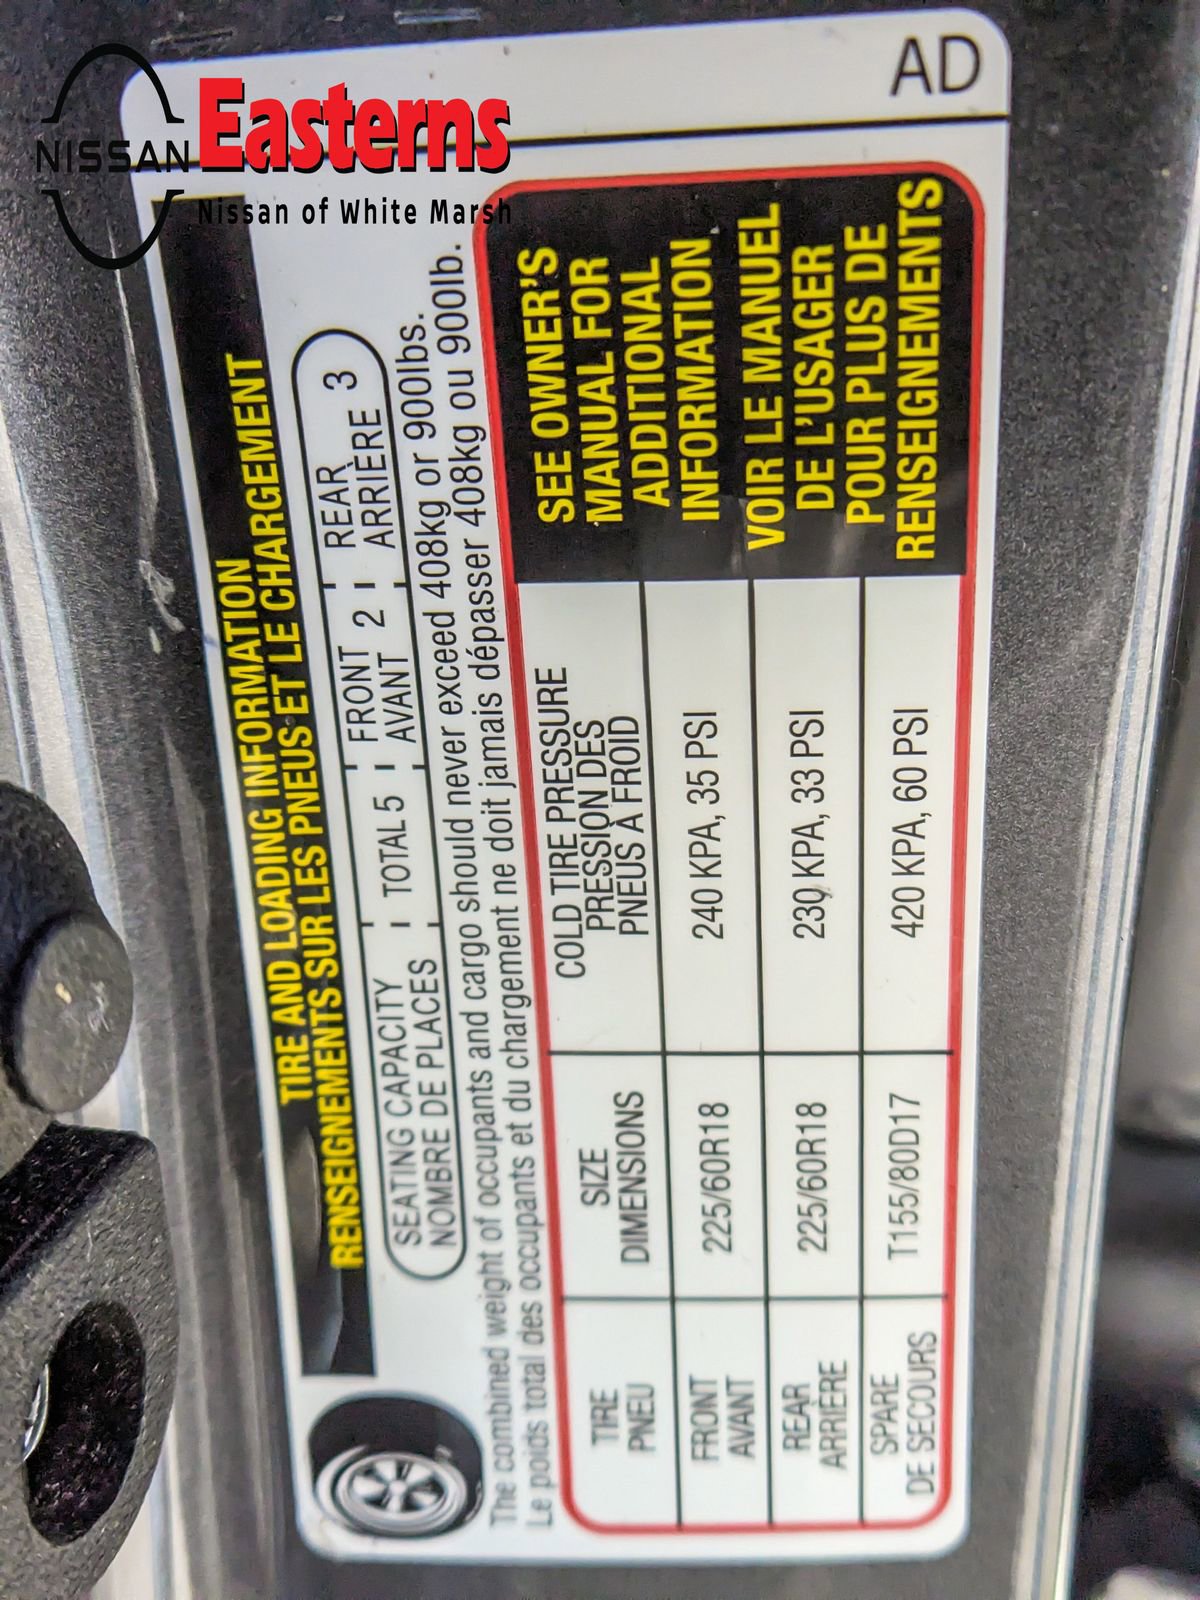 NISSAN
Easterns
Nissan of White Marsh
AD
TIRE AND LOADING INFORMATION
RENSEIGNEMENTS SUR LES PNEUS ET LE CHARGEMENT
SEATING CAPACITY
NOMBRE DE PLACES
TOTAL 5
FRONT
AVANT 2
REAR
ARRIÈRE 3
The combined weight of occupants and cargo should never exceed 408kg or 900lbs.
Le poids total des occupants et du chargement ne doit jamais dépasser 408kg ou 900lb.
TIRE
PNEU
SIZE
DIMENSIONS
COLD TIRE PRESSURE
PRESSION DES
PNEUS À FROID
FRONT
AVANT
225/60R18
240 KPA, 35 PSI
REAR
ARRIÈRE
225/60R18
230 KPA, 33 PSI
SPARE
DE SECOURS
T155/80D17
420 KPA, 60 PSI
SEE OWNER'S
MANUAL FOR
ADDITIONAL
INFORMATION
VOIR LE MANUEL
DE L'USAGER
POUR PLUS DE
RENSEIGNEMENTS